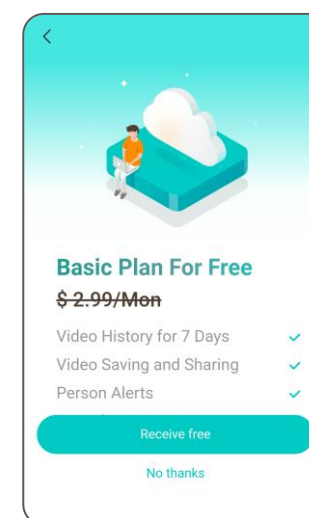 Basic Plan For Free
$ 2.99/Mon
Video History for 7 Days
Video Saving and Sharing
Person Alerts
Receive free
No thanks